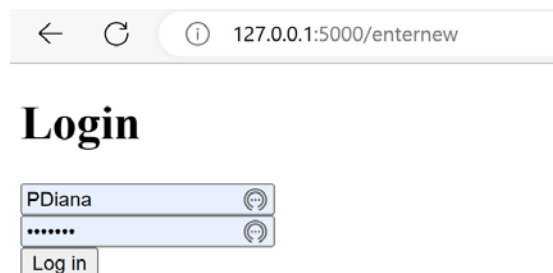 127.0.0.1:5000/enternew
Login
PDiana
•••••••
Log in